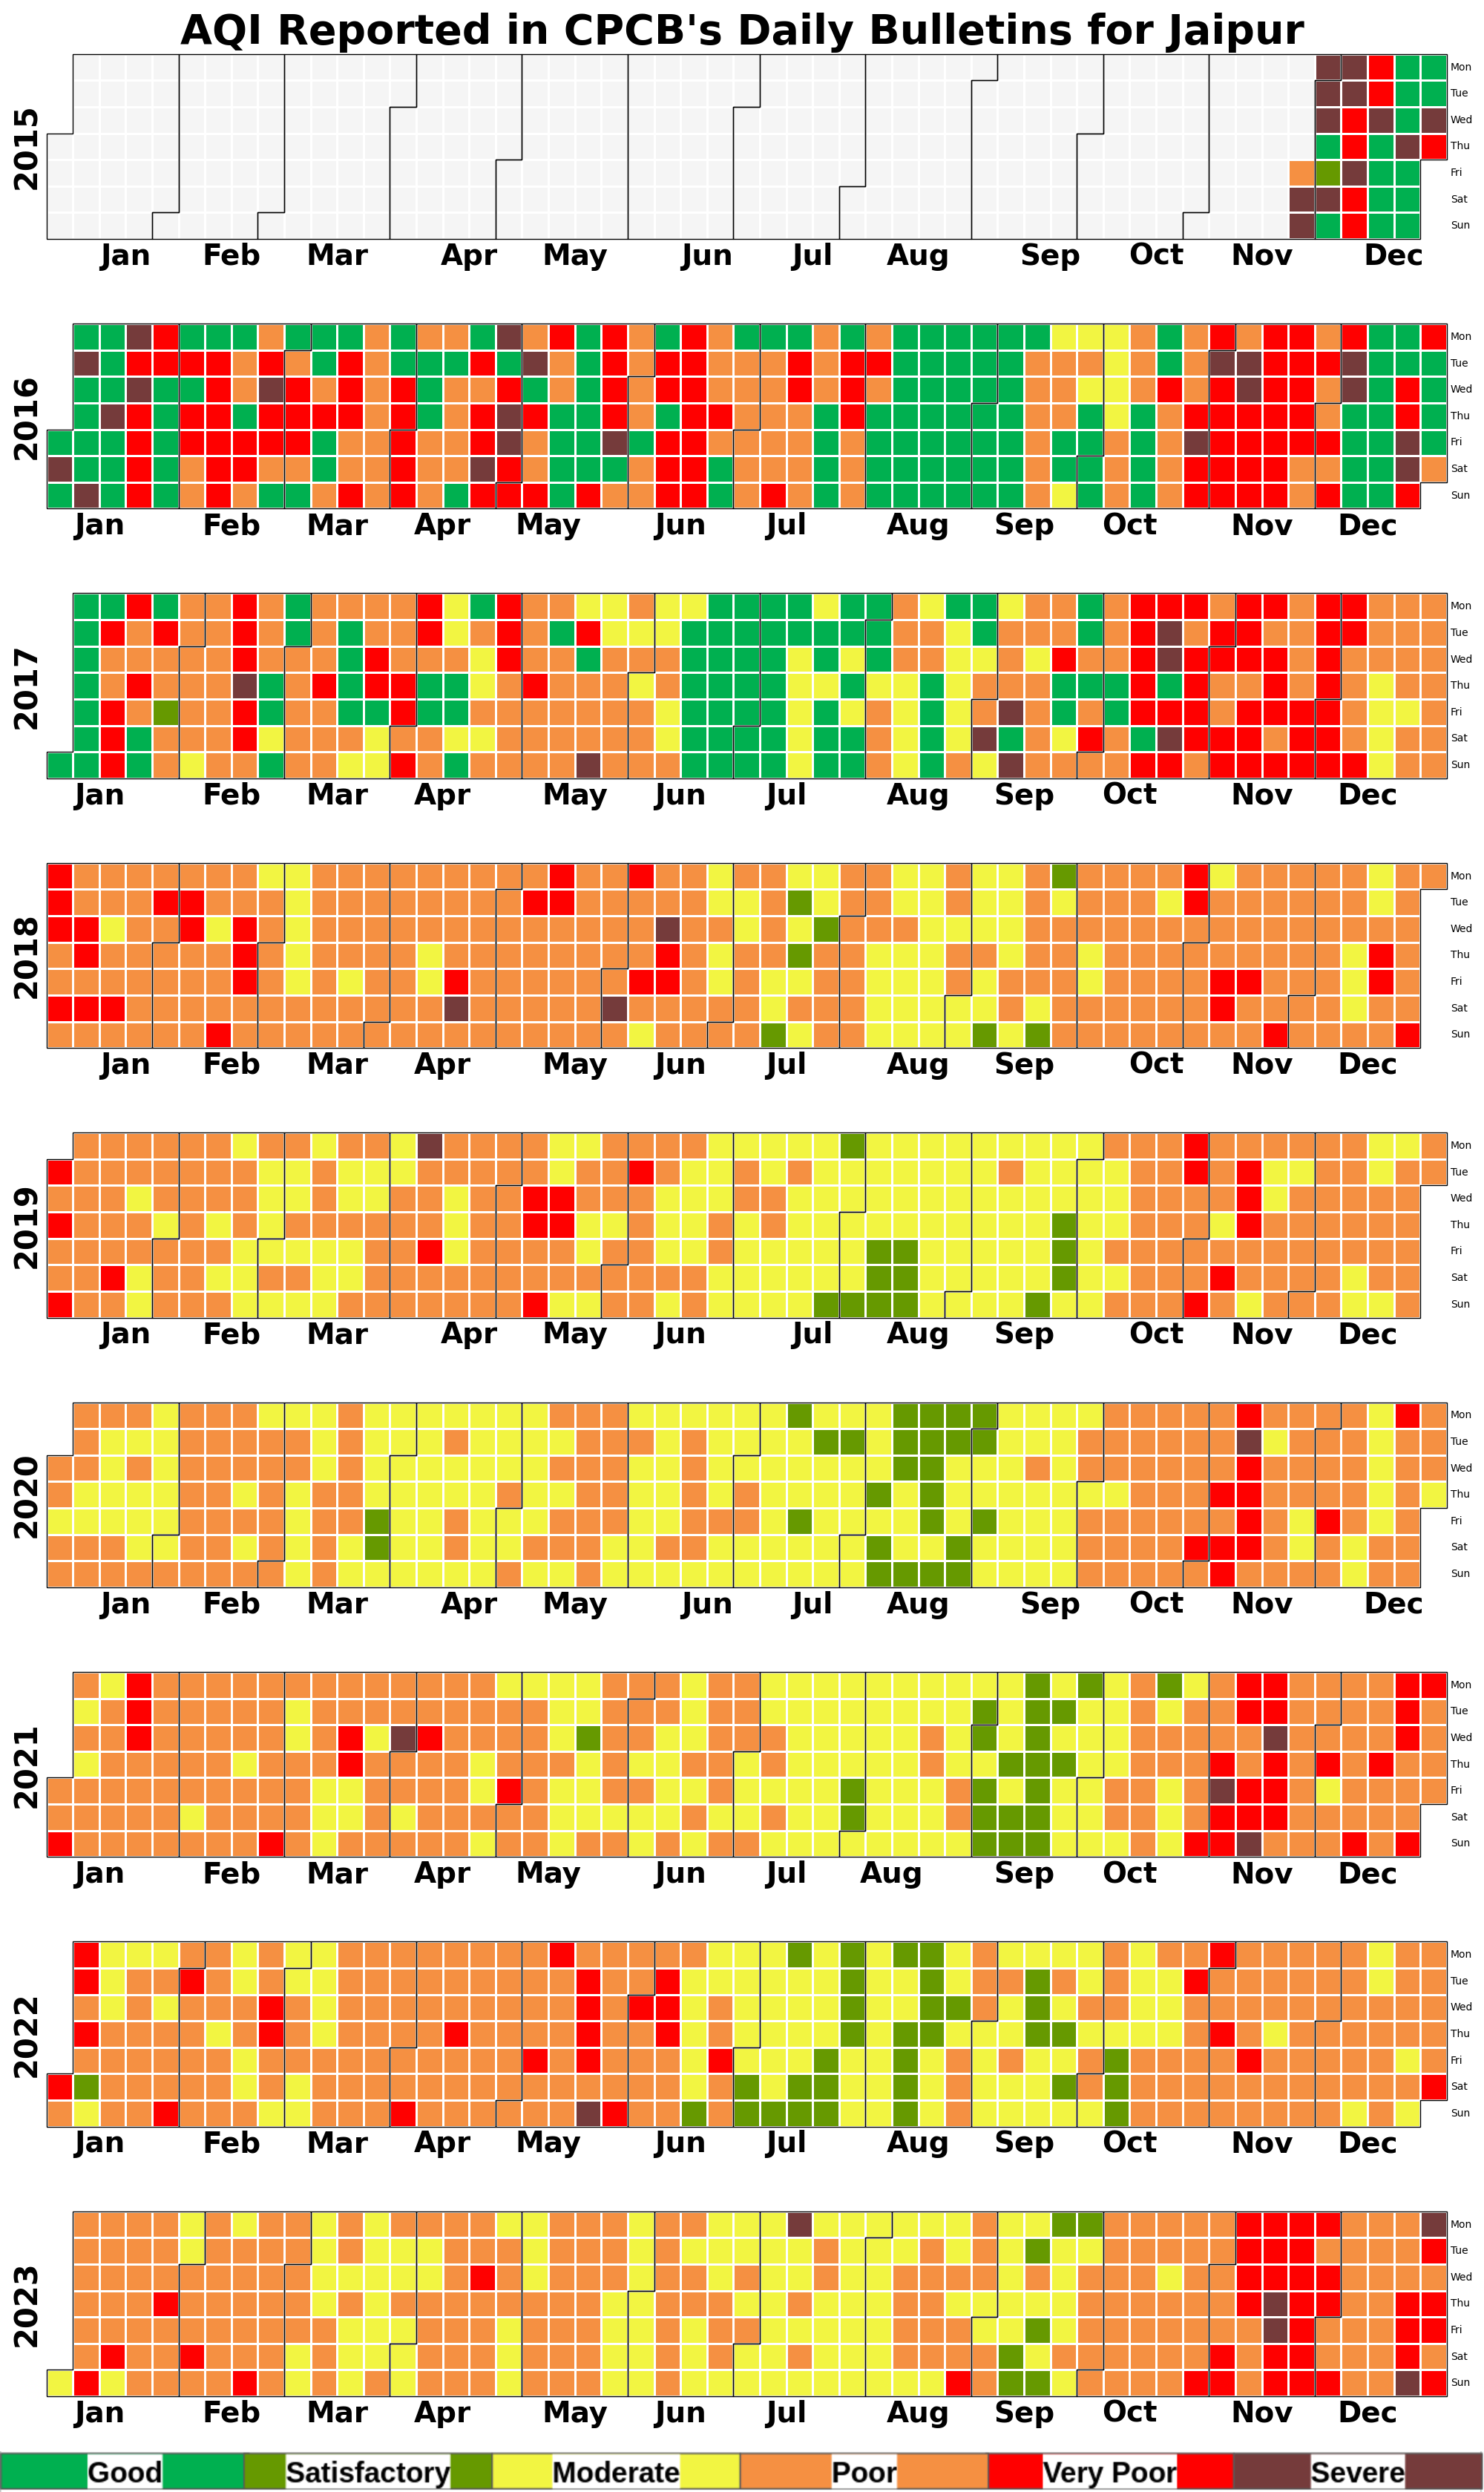 AQI Reported in CPCB's Daily Bulletins for Jaipur
2015
Mon
Tue
Wed
Thu
Fri
Sat
Sun
Jan Feb Mar Apr May Jun Jul Aug Sep Oct Nov Dec
2016
Mon
Tue
Wed
Thu
Fri
Sat
Sun
Jan Feb Mar Apr May Jun Jul Aug Sep Oct Nov Dec
2017
Mon
Tue
Wed
Thu
Fri
Sat
Sun
Jan Feb Mar Apr May Jun Jul Aug Sep Oct Nov Dec
2018
Mon
Tue
Wed
Thu
Fri
Sat
Sun
Jan Feb Mar Apr May Jun Jul Aug Sep Oct Nov Dec
2019
Mon
Tue
Wed
Thu
Fri
Sat
Sun
Jan Feb Mar Apr May Jun Jul Aug Sep Oct Nov Dec
2020
Mon
Tue
Wed
Thu
Fri
Sat
Sun
Jan Feb Mar Apr May Jun Jul Aug Sep Oct Nov Dec
2021
Mon
Tue
Wed
Thu
Fri
Sat
Sun
Jan Feb Mar Apr May Jun Jul Aug Sep Oct Nov Dec
2022
Mon
Tue
Wed
Thu
Fri
Sat
Sun
Jan Feb Mar Apr May Jun Jul Aug Sep Oct Nov Dec
2023
Mon
Tue
Wed
Thu
Fri
Sat
Sun
Jan Feb Mar Apr May Jun Jul Aug Sep Oct Nov Dec
Good Satisfactory Moderate Poor Very Poor Severe